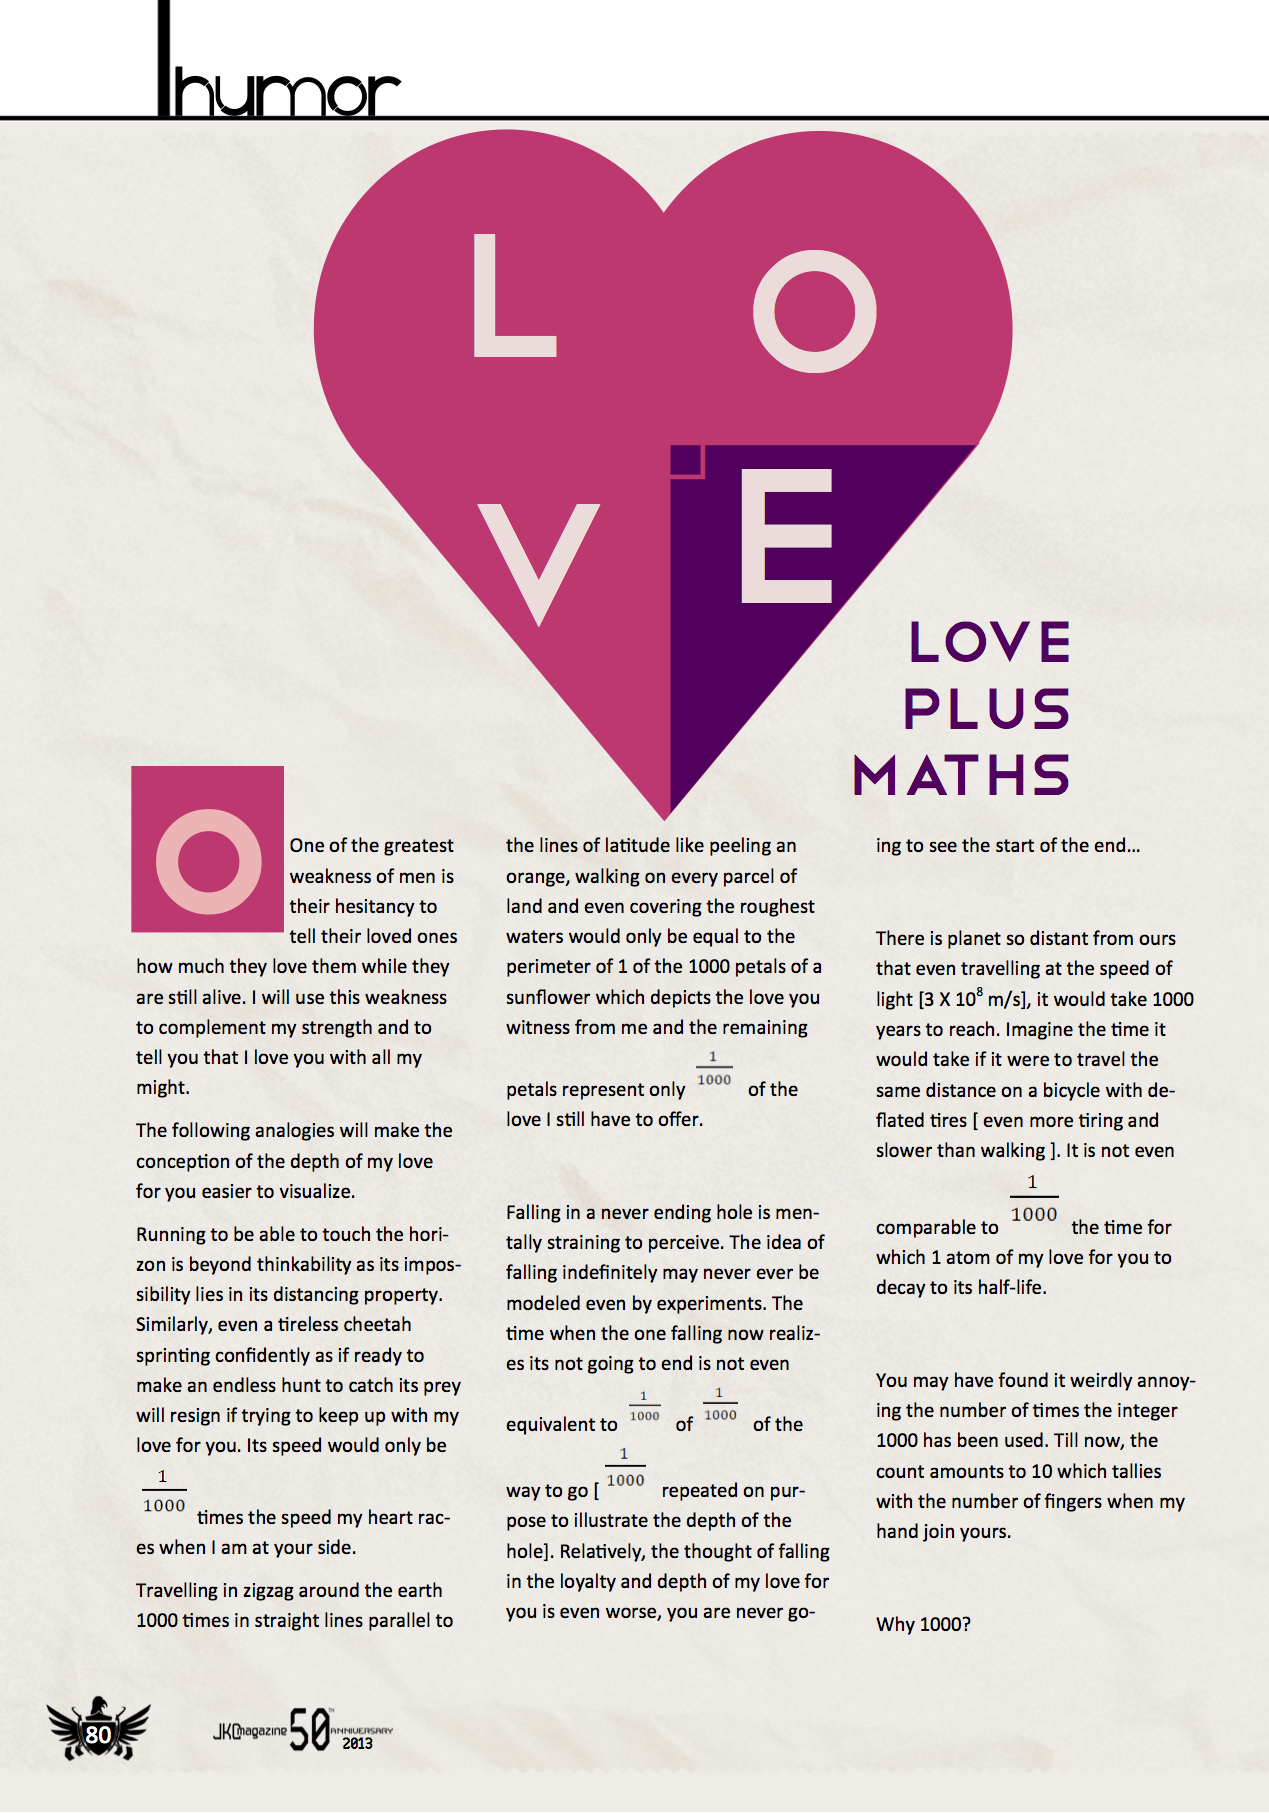 humor
L O
V E
LOVE
PLUS
MATHS
O
One of the greatest
weakness of men is
their hesitancy to
tell their loved ones
how much they love them while they
are still alive. I will use this weakness
to complement my strength and to
tell you that I love you with all my
might.
The following analogies will make the
conception of the depth of my love
for you easier to visualize.
Running to be able to touch the hori-
zon is beyond thinkability as its impos-
sibility lies in its distancing property.
Similarly, even a tireless cheetah
sprinting confidently as if ready to
make an endless hunt to catch its prey
will resign if trying to keep up with my
love for you. Its speed would only be
1/1000 times the speed my heart rac-
es when I am at your side.
Travelling in zigzag around the earth
1000 times in straight lines parallel to
the lines of latitude like peeling an
orange, walking on every parcel of
land and even covering the roughest
waters would only be equal to the
perimeter of 1 of the 1000 petals of a
sunflower which depicts the love you
witness from me and the remaining
petals represent only 1/1000 of the
love I still have to offer.
Falling in a never ending hole is men-
tally straining to perceive. The idea of
falling indefinitely may never ever be
modeled even by experiments. The
time when the one falling now realiz-
es its not going to end is not even
equivalent to 1/1000 of 1/1000 of the
way to go [ 1/1000 repeated on pur-
pose to illustrate the depth of the
hole]. Relatively, the thought of falling
in the loyalty and depth of my love for
you is even worse, you are never go-
ing to see the start of the end...
There is planet so distant from ours
that even travelling at the speed of
light [3 X 10⁸ m/s], it would take 1000
years to reach. Imagine the time it
would take if it were to travel the
same distance on a bicycle with de-
flated tires [ even more tiring and
slower than walking ]. It is not even
comparable to 1/1000 the time for
which 1 atom of my love for you to
decay to its half-life.
You may have found it weirdly annoy-
ing the number of times the integer
1000 has been used. Till now, the
count amounts to 10 which tallies
with the number of fingers when my
hand join yours.
Why 1000?
80
JKCmagazine 50TH ANNIVERSARY
2013